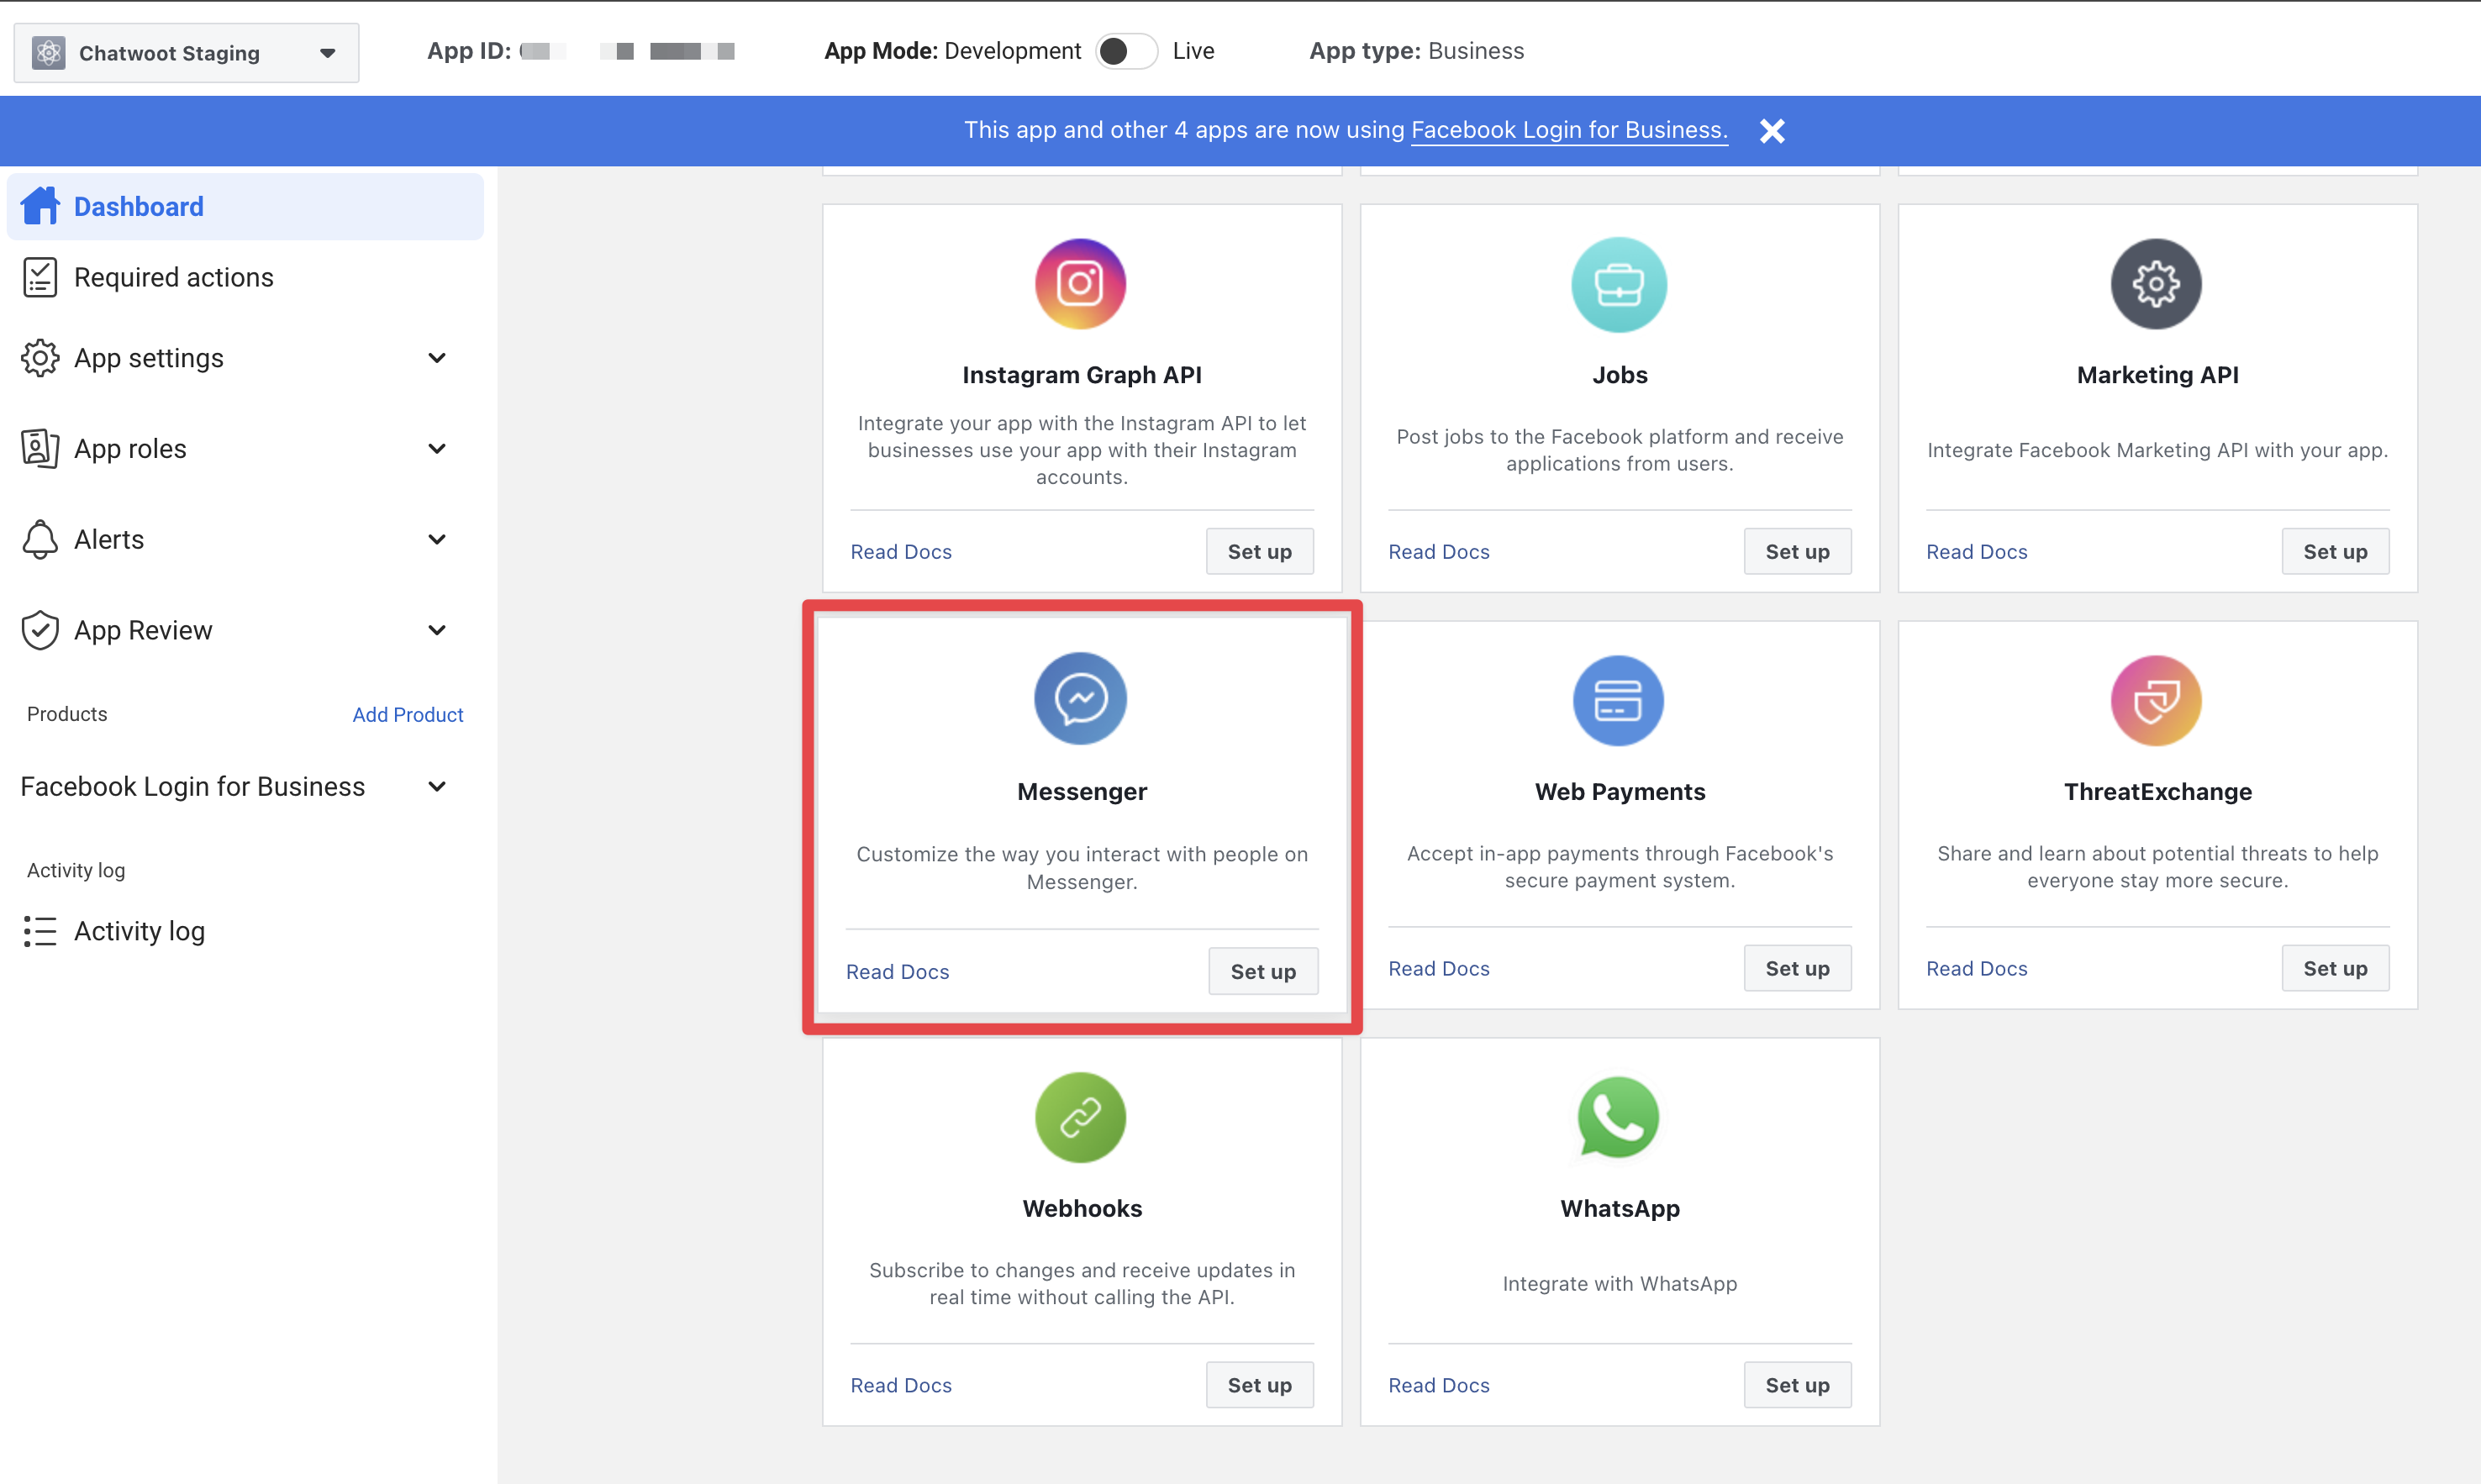 Chatwoot Staging
App ID:
App Mode: Development
Live
App type: Business
This app and other 4 apps are now using Facebook Login for Business.
Dashboard
Required actions
App settings
App roles
Alerts
App Review
Products
Add Product
Facebook Login for Business
Activity log
Activity log
Instagram Graph API
Integrate your app with the Instagram API to let
businesses use your app with their Instagram
accounts.
Read Docs
Set up
Jobs
Post jobs to the Facebook platform and receive
applications from users.
Read Docs
Set up
Marketing API
Integrate Facebook Marketing API with your app.
Read Docs
Set up
Messenger
Customize the way you interact with people on
Messenger.
Read Docs
Set up
Web Payments
Accept in-app payments through Facebook's
secure payment system.
Read Docs
Set up
ThreatExchange
Share and learn about potential threats to help
everyone stay more secure.
Read Docs
Set up
Webhooks
Subscribe to changes and receive updates in
real time without calling the API.
Read Docs
Set up
WhatsApp
Integrate with WhatsApp
Read Docs
Set up